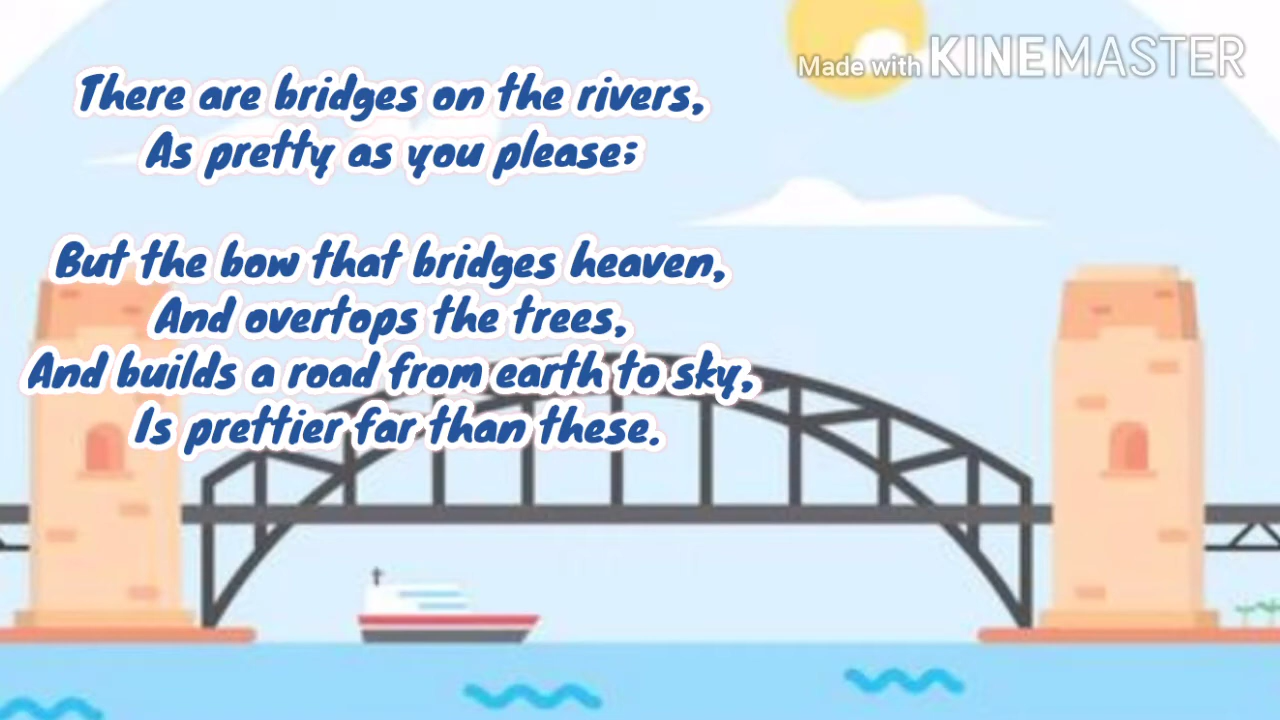 Made with KINEMASTER
There are bridges on the rivers,
As pretty as you please;
But the bow that bridges heaven,
And overtops the trees,
And builds a road from earth to sky,
Is prettier far than these.